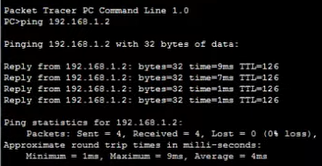 Packet Tracer PC Command Line 1.0
PC>ping 192.168.1.2
Pinging 192.168.1.2 with 32 bytes of data:
Reply from 192.168.1.2: bytes=32 time=9ms TTL=126
Reply from 192.168.1.2: bytes=32 time=7ms TTL=126
Reply from 192.168.1.2: bytes=32 time=1ms TTL=126
Reply from 192.168.1.2: bytes=32 time=1ms TTL=126
Ping statistics for 192.168.1.2:
Packets: Sent = 4, Received = 4, Lost = 0 (0% loss),
Approximate round trip times in milli-seconds:
Minimum = 1ms, Maximum = 9ms, Average = 4ms